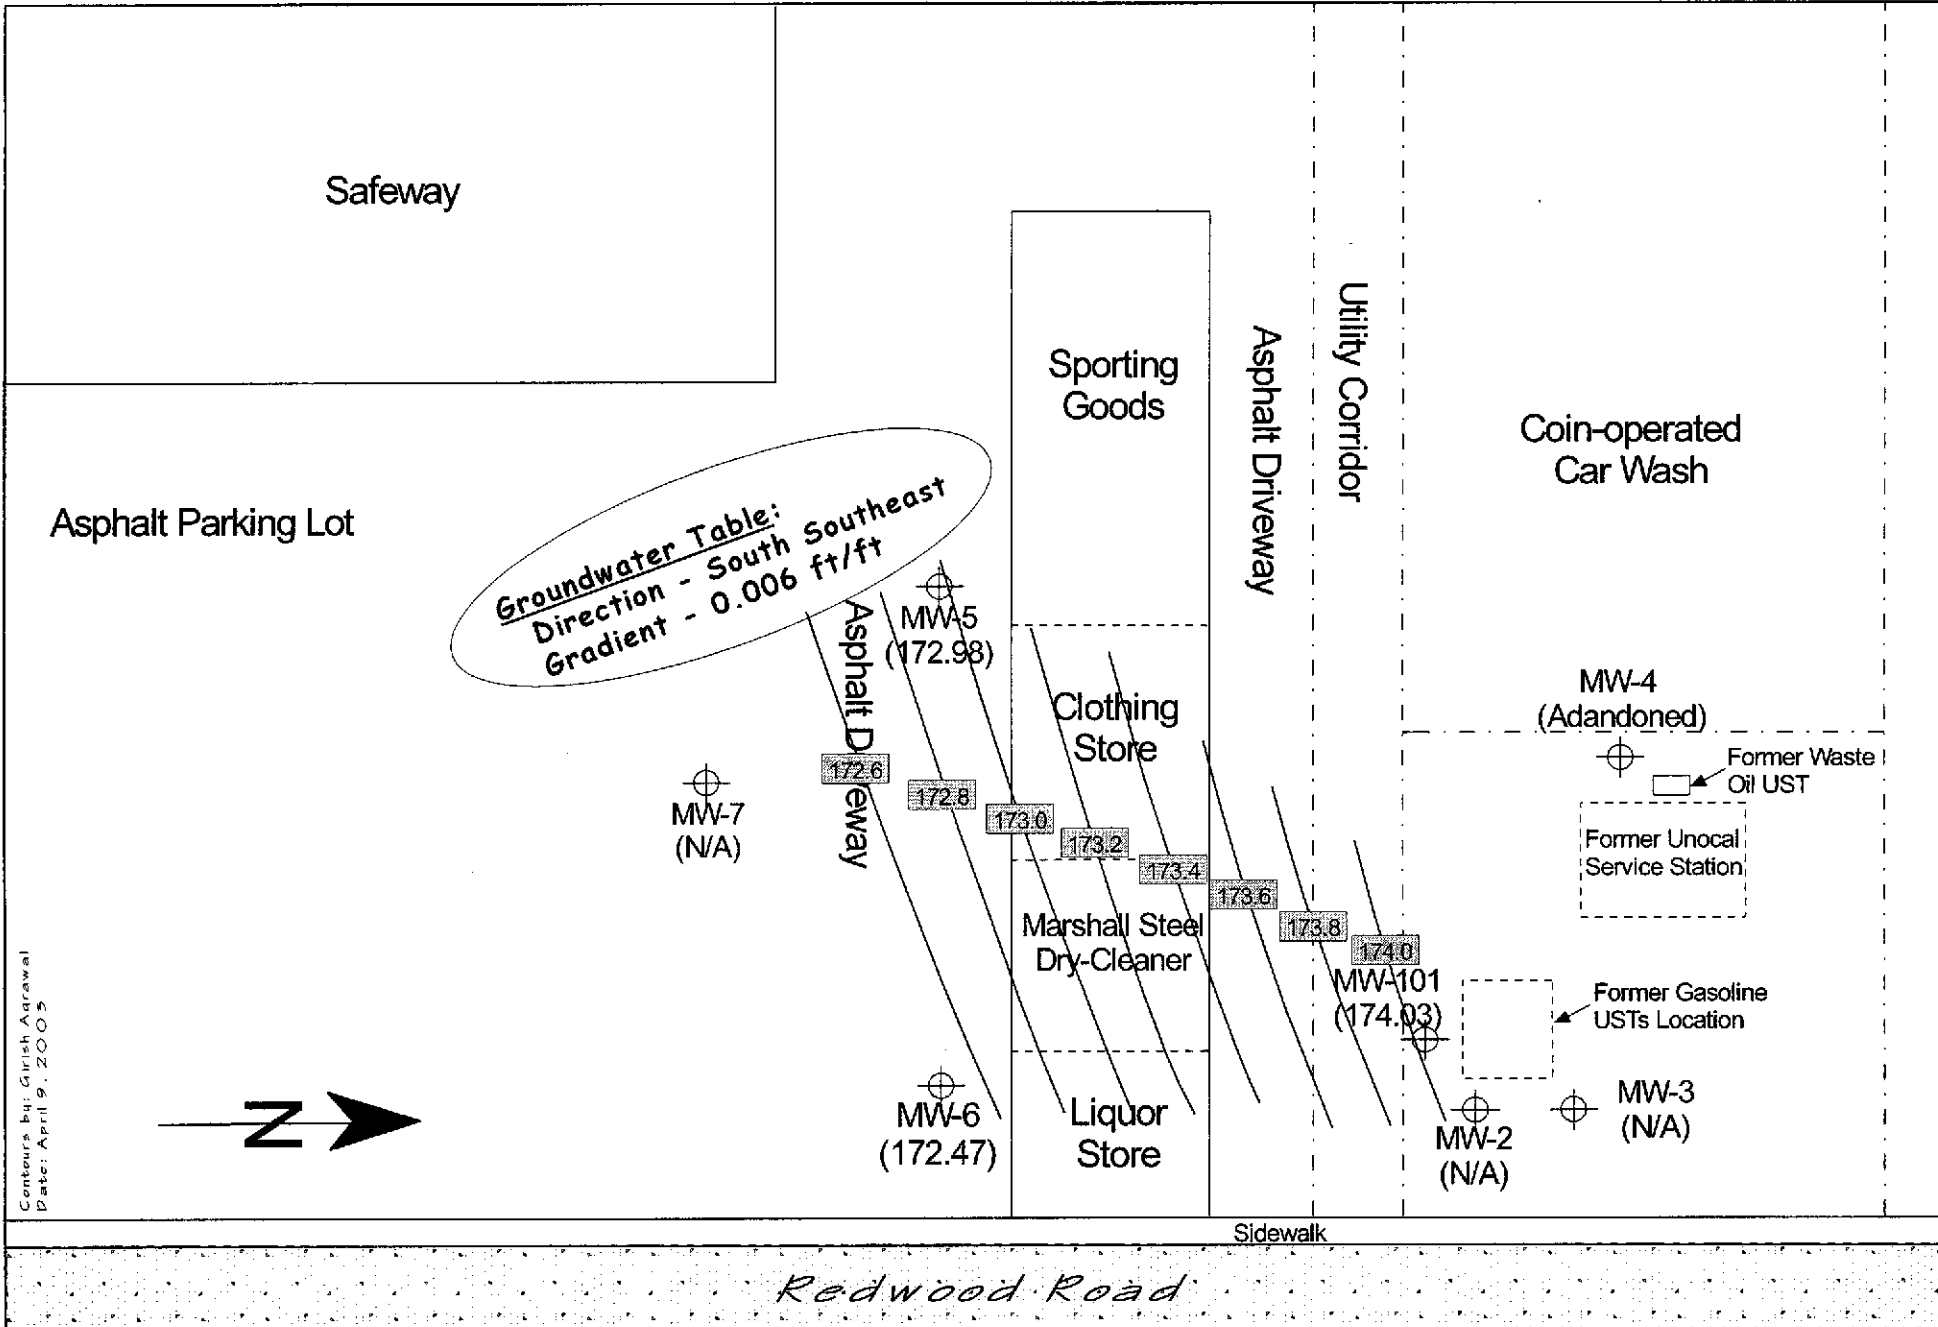 Safeway
Sporting
Goods
Asphalt Driveway
Utility Corridor
Coin-operated
Car Wash
Asphalt Parking Lot
Groundwater Table:
Direction - South Southeast
Gradient - 0.006 ft/ft
Asphalt Driveway
MW-5
(172.98)
Clothing
Store
MW-4
(Adandoned)
Former Waste
Oil UST
MW-7
(N/A)
172.6
172.8
173.0
173.2
173.4
173.6
173.8
174.0
Former Unocal
Service Station
Marshall Steel
Dry-Cleaner
MW-101
(174.03)
Former Gasoline
USTs Location
MW-6
(172.47)
Liquor
Store
MW-2
(N/A)
MW-3
(N/A)
N
Contours by: Girish Agrawal
Date: April 9, 2003
Sidewalk
Redwood Road